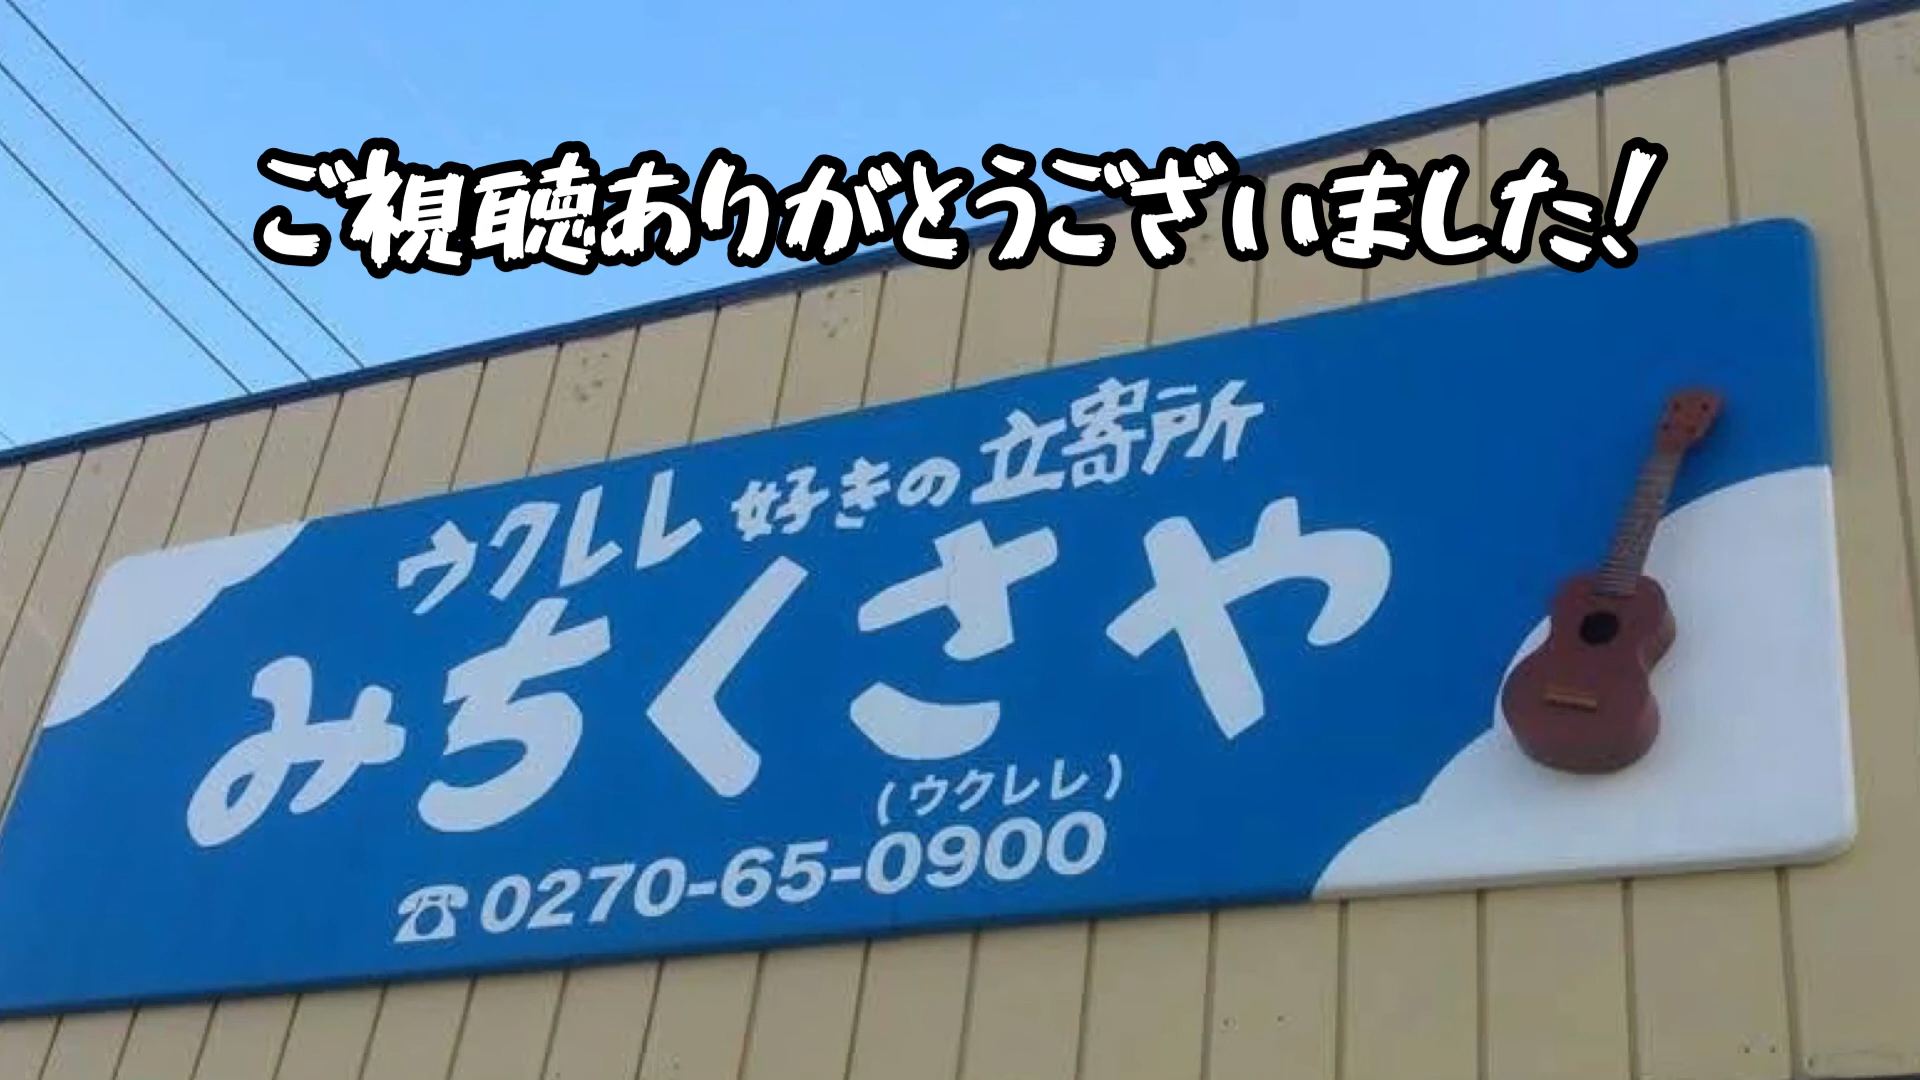 ご視聴ありがとうございました!
ウクレレ好きの立寄所
みちくさや
(ウクレレ)
☎0270-65-0900